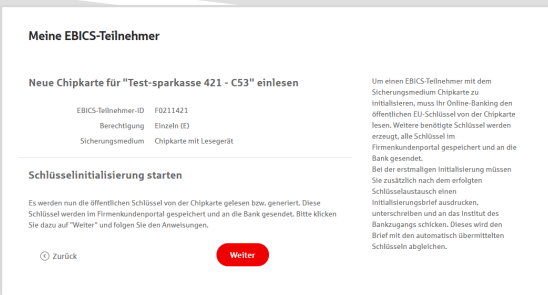 Meine EBICS-Teilnehmer
Neue Chipkarte für "Test-sparkasse 421 - C53" einlesen
EBICS-Teilnehmer-ID F0211421
Berechtigung Einzeln (E)
Sicherungsmedium Chipkarte mit Lesegerät
Schlüsselinitialisierung starten
Es werden nun die öffentlichen Schlüssel von der Chipkarte gelesen bzw. generiert. Diese
Schlüssel werden im Firmenkundenportal gespeichert und an die Bank gesendet. Bitte klicken
Sie dazu auf "Weiter" und folgen Sie den Anweisungen.
Zurück
Weiter
Um einen EBICS-Teilnehmer mit dem
Sicherungsmedium Chipkarte zu
initialisieren, muss Ihr Online-Banking den
öffentlichen EU-Schlüssel von der Chipkarte
lesen. Weitere benötigte Schlüssel werden
erzeugt, alle Schlüssel im
Firmenkundenportal gespeichert und an die
Bank gesendet.
Bei der erstmaligen Initialisierung müssen
Sie zusätzlich nach dem erfolgten
Schlüsselaustausch einen
Initialisierungsbrief ausdrucken,
unterschreiben und an das Institut des
Bankzugangs schicken. Dieses wird den
Brief mit den automatisch übermittelten
Schlüsseln abgleichen.